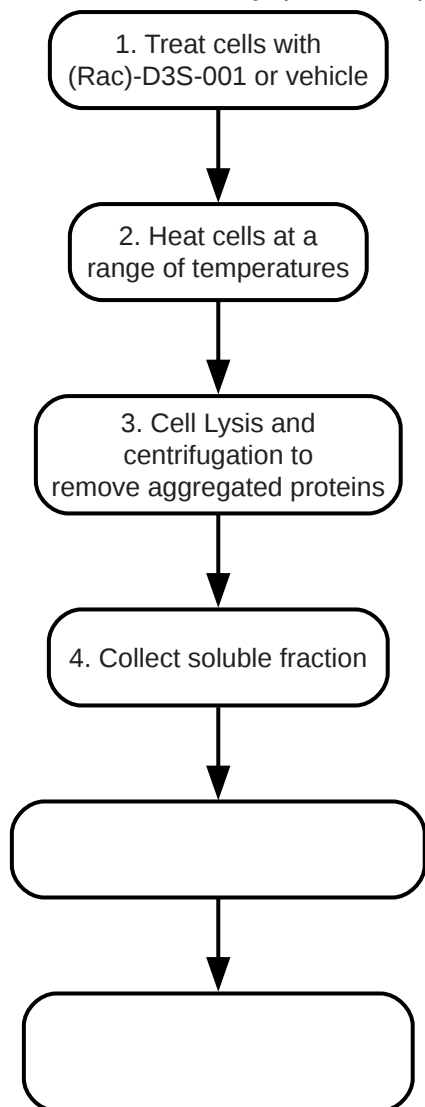 1. Treat cells with
(Rac)-D3S-001 or vehicle
2. Heat cells at a
range of temperatures
3. Cell Lysis and
centrifugation to
remove aggregated proteins
4. Collect soluble fraction